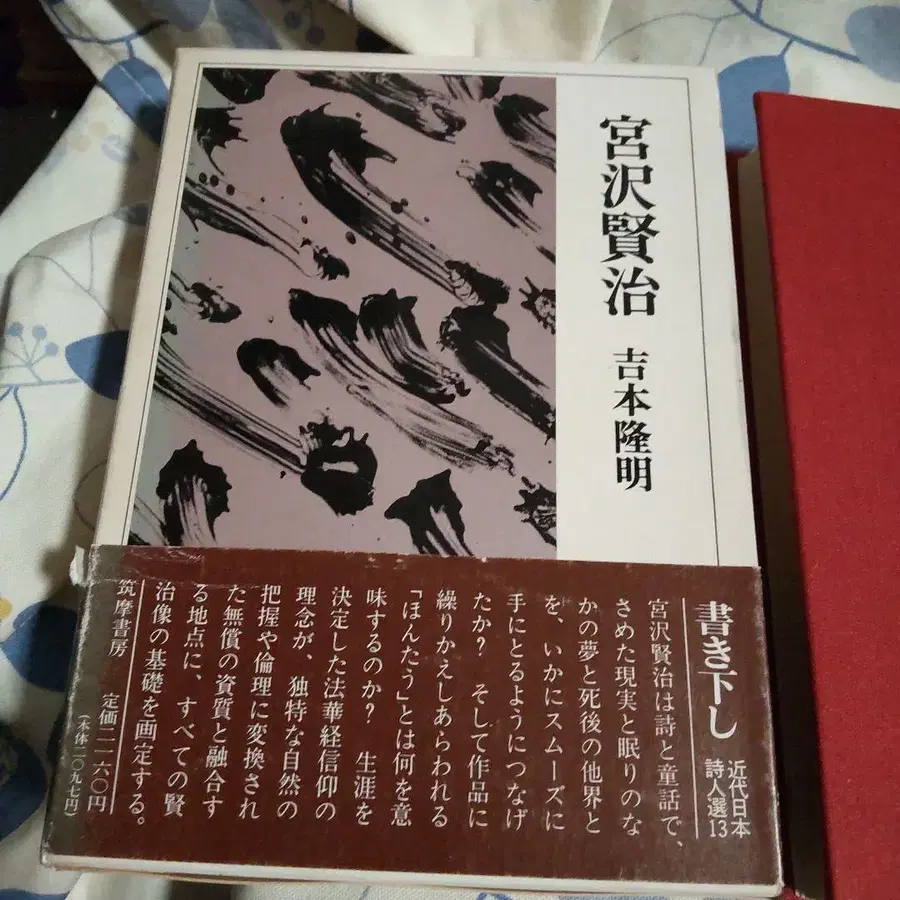 宮沢賢治
吉本隆明
書き下し
近代日本
詩人選13
宮沢賢治は詩と童話で、
さめた現実と眠りのな
かの夢と死後の他界と
を、いかにスムーズに
手にとるようにつなげ
たか? そして作品に
繰りかえしあらわれる
「ほんたう」とは何を意
味するのか? 生涯を
決定した法華経信仰の
理念が、独特な自然の
把握や倫理に変換され
た無償の資質と融合す
る地点に、すべての賢
治像の基礎を画定する。
筑摩書房
定価二一六〇円
(本体二〇九七円)